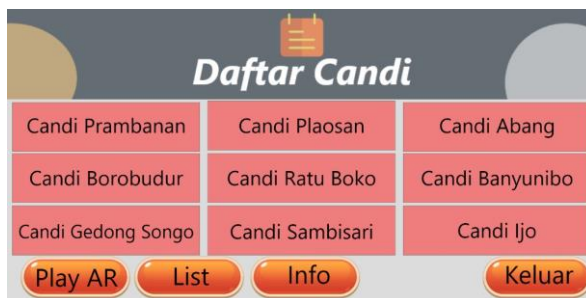 Daftar Candi
Candi Prambanan Candi Plaosan Candi Abang
Candi Borobudur Candi Ratu Boko Candi Banyunibo
Candi Gedong Songo Candi Sambisari Candi Ijo
Play AR List Info Keluar